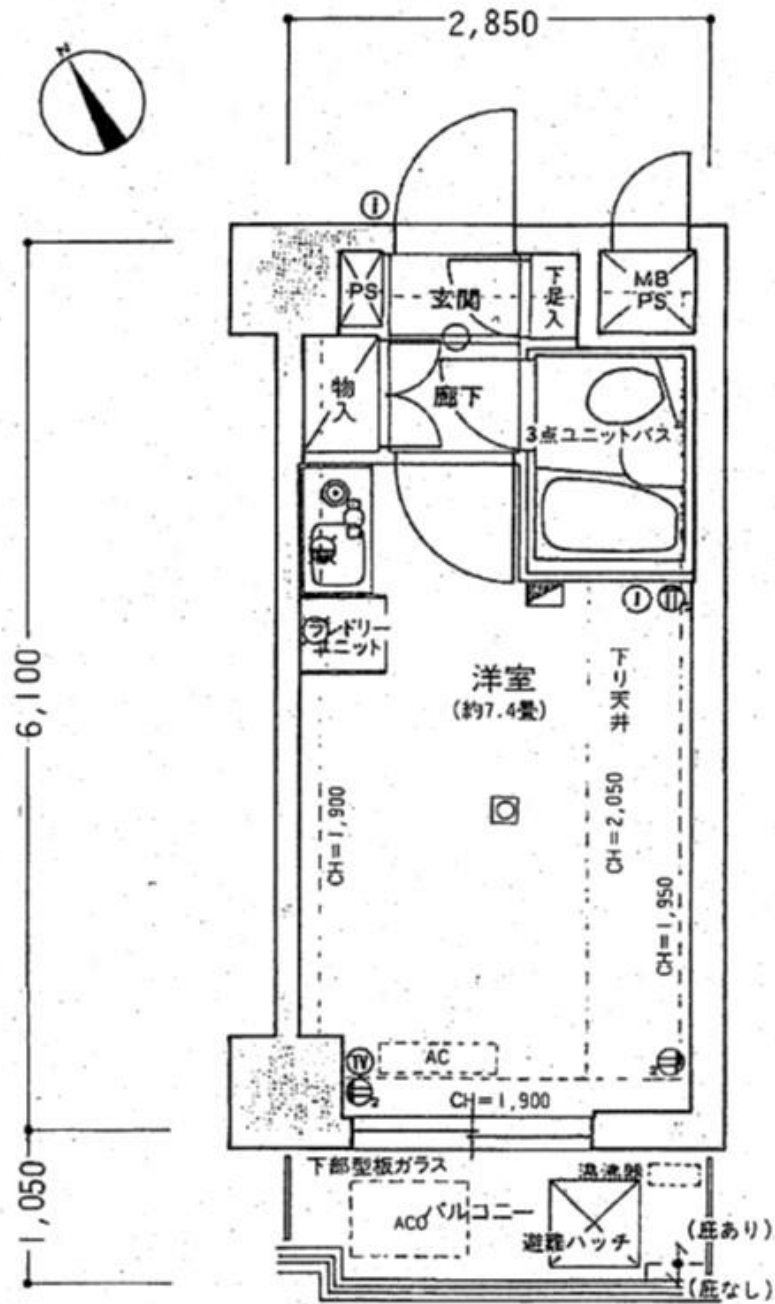 2,850
N
PS
玄関
下足入
MB
PS
物入
廊下
3点ユニットバス
6,100
ランドリー
ユニット
洋室
(約7.4畳)
下り天井
CH=1,900
CH=2,050
CH=1,950
TV
AC
2
2
CH=1,900
1,050
下部型板ガラス
湯沸器
ACO
バルコニー
避難ハッチ
(庇あり)
(庇なし)